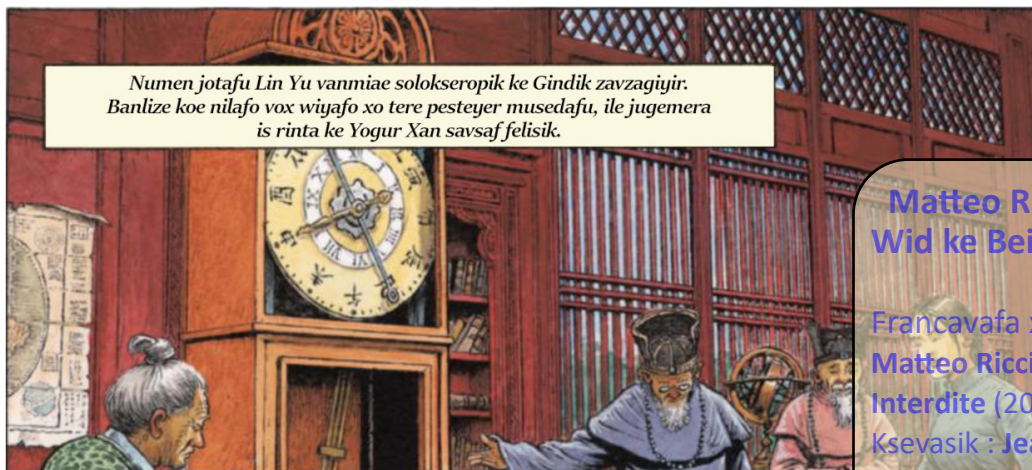 Numen jotafu Lin Yu vanmiae solokseropik ke Gindik zavzagiyir.
Banlize koe nilafo vox wiyafo xo tere pesteyer musedafu, ile jugemera
is rinta ke Yogur Xan savsaf felisik.
Matteo R
Wid ke Bei
Francavafa
Matteo Ricci
Interdite (20
Ksevasik : Je